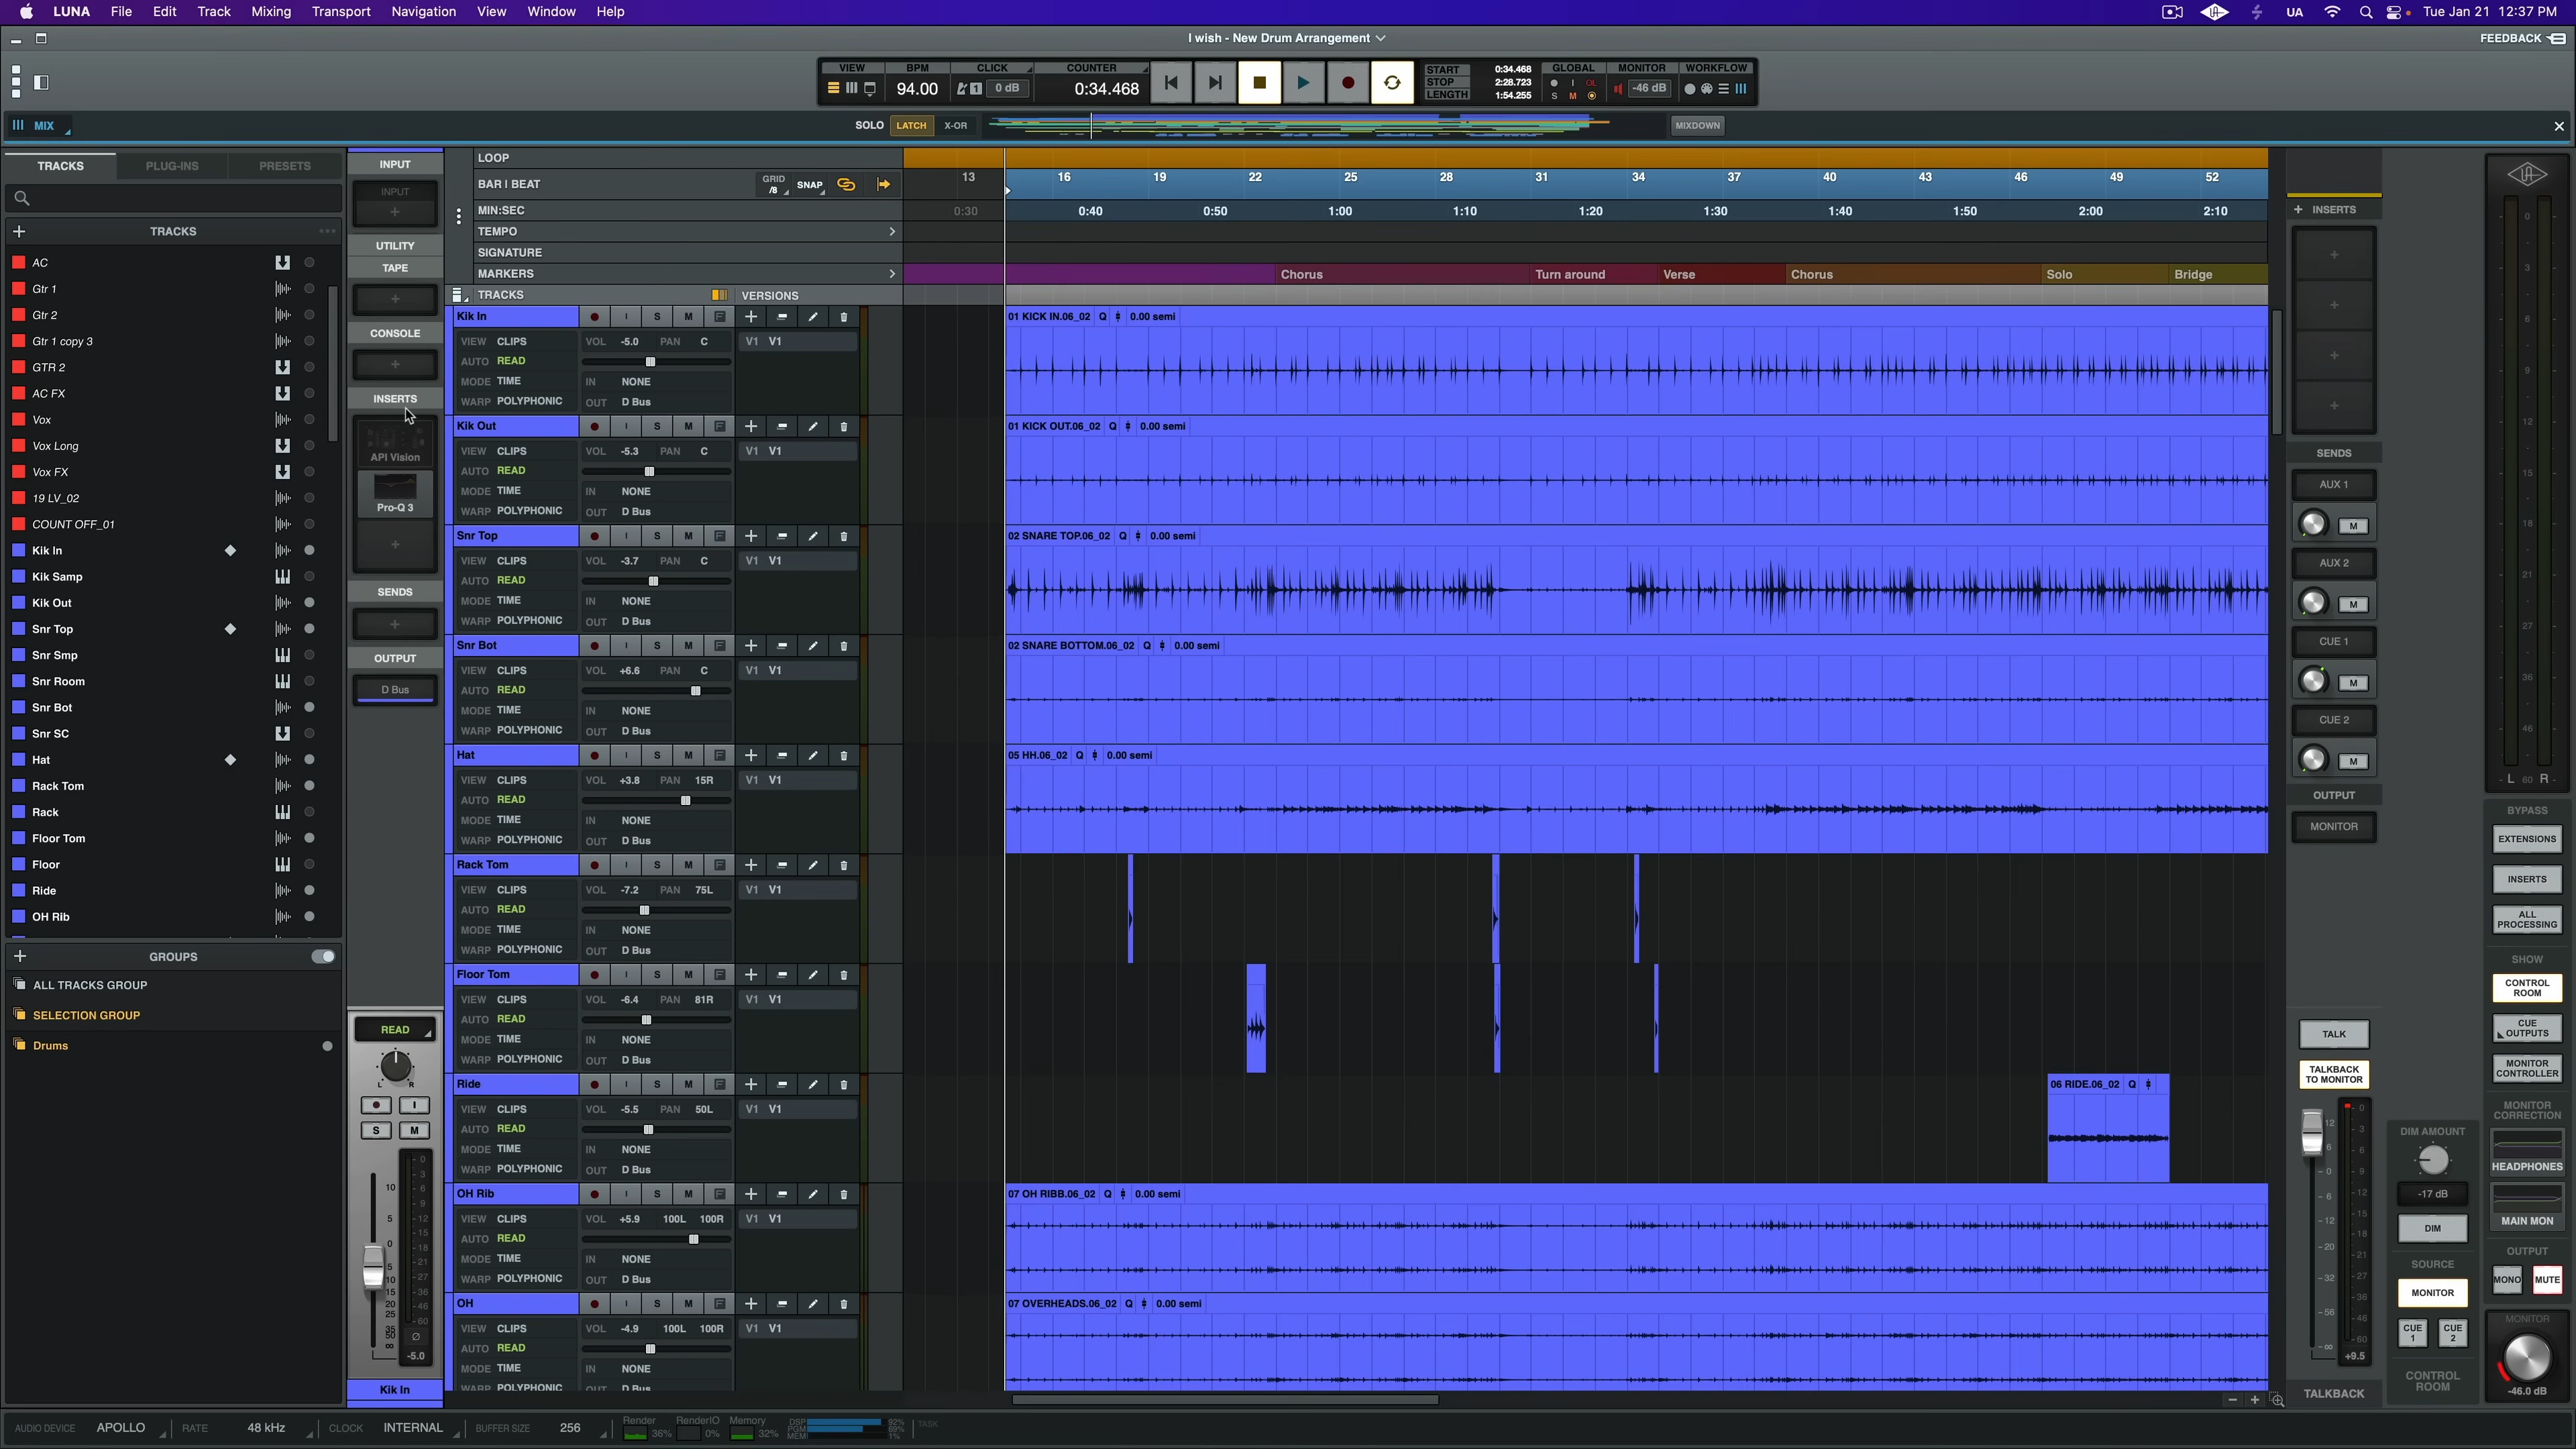 LUNA File Edit Track Mixing Transport Navigation View Window Help UA Tue Jan 21 12:37 PM
I wish - New Drum Arrangement
FEEDBACK
VIEW BPM CLICK COUNTER START 0:34.468 GLOBAL MONITOR WORKFLOW
94.00 1 0 dB 0:34.468 STOP 2:28.723 I OL -46 dB
LENGTH 1:54.255 S M
MIX SOLO LATCH X-OR MIXDOWN
TRACKS PLUG-INS PRESETS
TRACKS
AC
Gtr 1
Gtr 2
Gtr 1 copy 3
GTR 2
AC FX
Vox
Vox Long
Vox FX
19 LV_02
COUNT OFF_01
Kik In
Kik Samp
Kik Out
Snr Top
Snr Smp
Snr Room
Snr Bot
Snr SC
Hat
Rack Tom
Rack
Floor Tom
Floor
Ride
OH Rib
GROUPS
ALL TRACKS GROUP
SELECTION GROUP
Drums
INPUT
INPUT
UTILITY
TAPE
CONSOLE
INSERTS
API Vision
Pro-Q 3
SENDS
OUTPUT
D Bus
READ
L R
I
S M
-5.0
Kik In
LOOP
BAR | BEAT GRID /8 SNAP 13 16 19 22 25 28 31 34 37 40 43 46 49 52
MIN:SEC 0:30 0:40 0:50 1:00 1:10 1:20 1:30 1:40 1:50 2:00 2:10
TEMPO
SIGNATURE
MARKERS Chorus Turn around Verse Chorus Solo Bridge
TRACKS VERSIONS
Kik In I S M 01 KICK IN.06_02 Q 0.00 semi
VIEW CLIPS VOL -5.0 PAN C V1 V1
AUTO READ
MODE TIME IN NONE
WARP POLYPHONIC OUT D Bus
Kik Out I S M 01 KICK OUT.06_02 Q 0.00 semi
VIEW CLIPS VOL -5.3 PAN C V1 V1
AUTO READ
MODE TIME IN NONE
WARP POLYPHONIC OUT D Bus
Snr Top I S M 02 SNARE TOP.06_02 Q 0.00 semi
VIEW CLIPS VOL -3.7 PAN C V1 V1
AUTO READ
MODE TIME IN NONE
WARP POLYPHONIC OUT D Bus
Snr Bot I S M 02 SNARE BOTTOM.06_02 Q 0.00 semi
VIEW CLIPS VOL +6.6 PAN C V1 V1
AUTO READ
MODE TIME IN NONE
WARP POLYPHONIC OUT D Bus
Hat I S M 05 HH.06_02 Q 0.00 semi
VIEW CLIPS VOL +3.8 PAN 15R V1 V1
AUTO READ
MODE TIME IN NONE
WARP POLYPHONIC OUT D Bus
Rack Tom I S M
VIEW CLIPS VOL -7.2 PAN 75L V1 V1
AUTO READ
MODE TIME IN NONE
WARP POLYPHONIC OUT D Bus
Floor Tom I S M
VIEW CLIPS VOL -6.4 PAN 81R V1 V1
AUTO READ
MODE TIME IN NONE
WARP POLYPHONIC OUT D Bus
Ride I S M 06 RIDE.06_02 Q
VIEW CLIPS VOL -5.5 PAN 50L V1 V1
AUTO READ
MODE TIME IN NONE
WARP POLYPHONIC OUT D Bus
OH Rib I S M 07 OH RIBB.06_02 Q 0.00 semi
VIEW CLIPS VOL +5.9 100L 100R V1 V1
AUTO READ
MODE TIME IN NONE
WARP POLYPHONIC OUT D Bus
OH I S M 07 OVERHEADS.06_02 Q 0.00 semi
VIEW CLIPS VOL -4.9 100L 100R V1 V1
AUTO READ
MODE TIME IN NONE
WARP POLYPHONIC OUT D Bus
INSERTS
SENDS
AUX 1
M
AUX 2
M
CUE 1
M
CUE 2
M
OUTPUT
MONITOR
TALK
TALKBACK
TO MONITOR
+9.5
TALKBACK
DIM AMOUNT
-17 dB
DIM
SOURCE
MONITOR
CUE 1 CUE 2
CONTROL
ROOM
L 60 R
BYPASS
EXTENSIONS
INSERTS
ALL
PROCESSING
SHOW
CONTROL
ROOM
CUE
OUTPUTS
MONITOR
CONTROLLER
MONITOR
CORRECTION
HEADPHONES
MAIN MON
OUTPUT
MONO MUTE
MONITOR
-46.0 dB
AUDIO DEVICE APOLLO RATE 48 kHz CLOCK INTERNAL BUFFER SIZE 256 Render 36% RenderIO 0% Memory 32% DSP 92% PGM 69% MEM 1% TASK